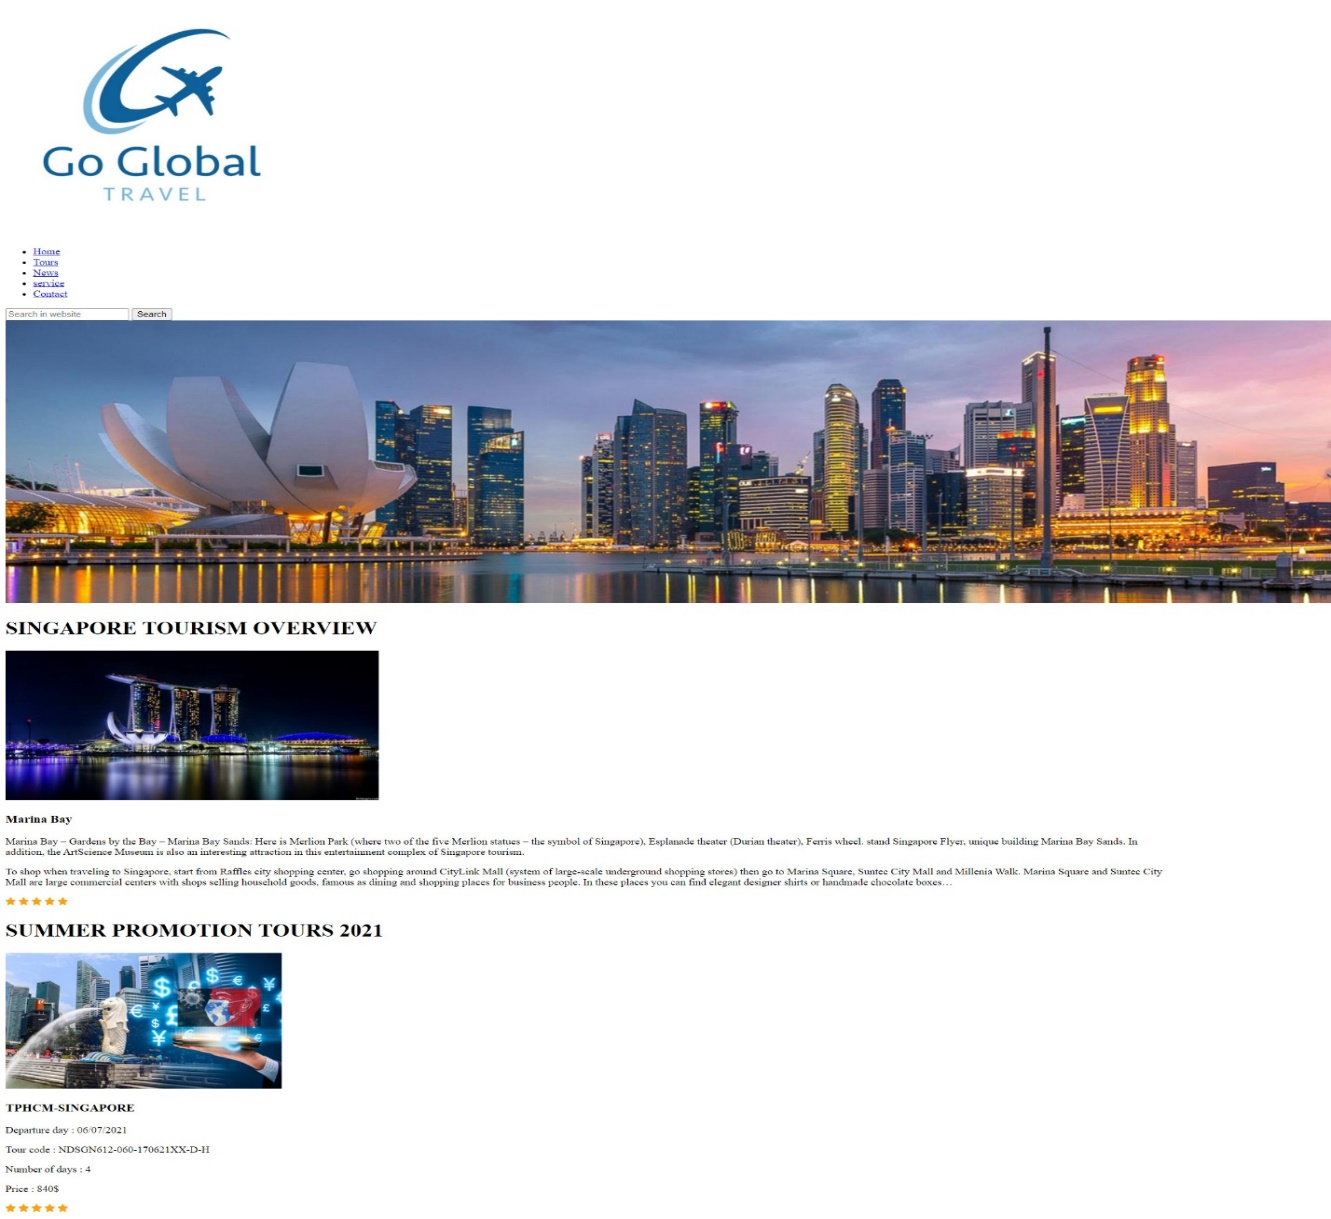 Go Global
TRAVEL
Home
Tours
News
service
Contact
Search in website Search
SINGAPORE TOURISM OVERVIEW
Marina Bay
Marina Bay – Gardens by the Bay – Marina Bay Sands: Here is Merlion Park (where two of the five Merlion statues – the symbol of Singapore), Esplanade theater (Durian theater), Ferris wheel. stand Singapore Flyer, unique building Marina Bay Sands. In
addition, the ArtScience Museum is also an interesting attraction in this entertainment complex of Singapore tourism.
To shop when traveling to Singapore, start from Raffles city shopping center, go shopping around CityLink Mall (system of large-scale underground shopping stores) then go to Marina Square, Suntec City Mall and Millenia Walk. Marina Square and Suntec City
Mall are large commercial centers with shops selling household goods, famous as dining and shopping places for business people. In these places you can find elegant designer shirts or handmade chocolate boxes…
SUMMER PROMOTION TOURS 2021
TPHCM-SINGAPORE
Departure day : 06/07/2021
Tour code : NDSGN612-060-170621XX-D-H
Number of days : 4
Price : 840$